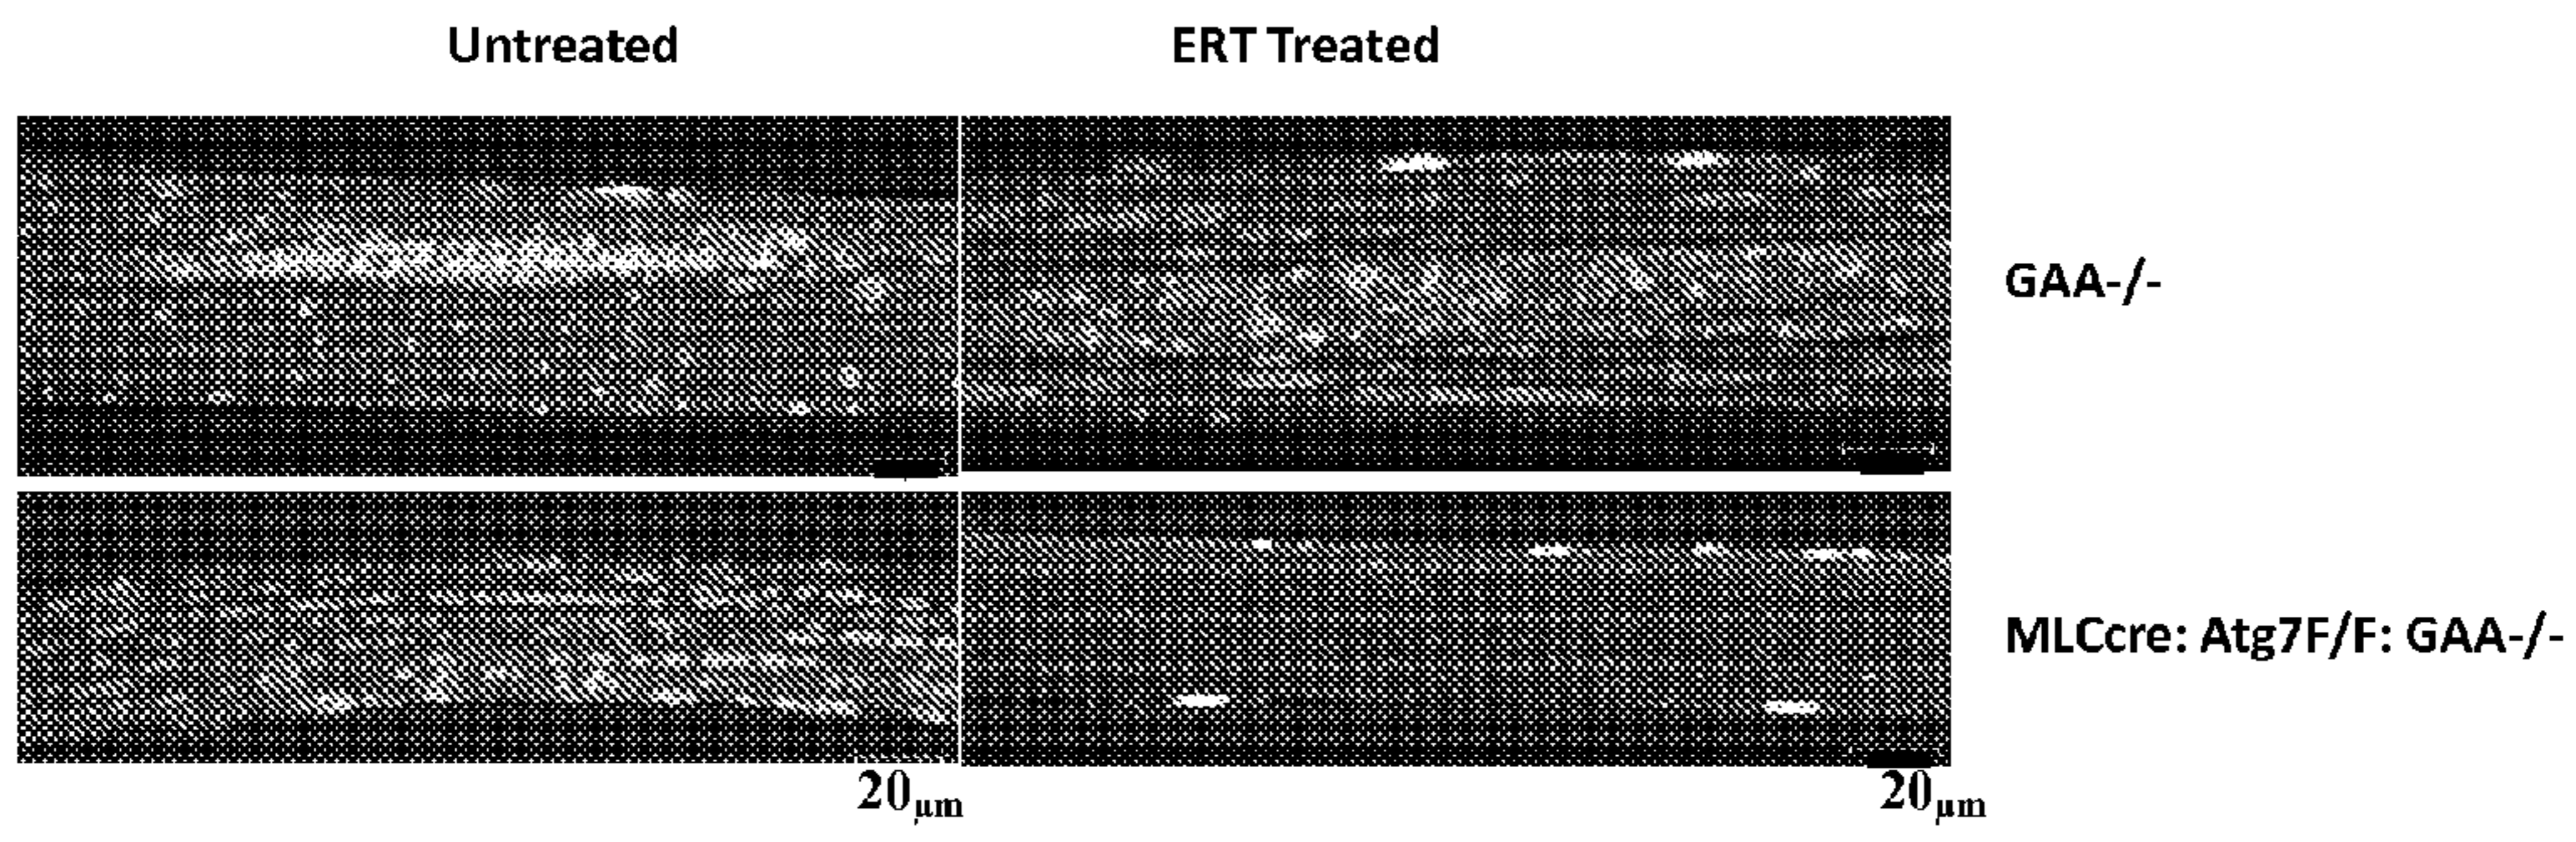 Untreated
ERT Treated
GAA-/-
MLCcre: Atg7F/F: GAA-/-
20µm
20µm